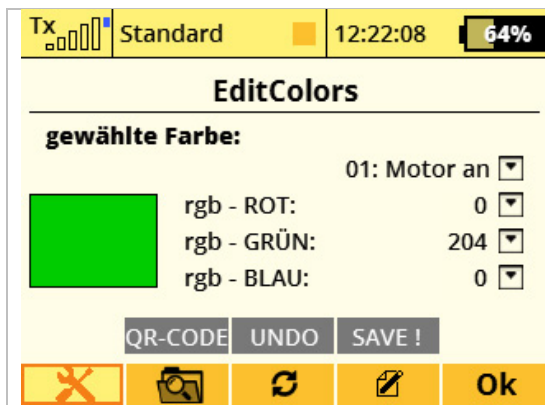 Tx Standard 12:22:08 64%
EditColors
gewählte Farbe:
01: Motor an
rgb - ROT: 0
rgb - GRÜN: 204
rgb - BLAU: 0
QR-CODE UNDO SAVE !
Ok